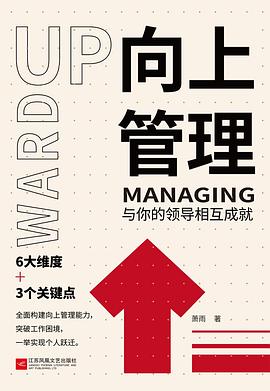 UPWARD
向上
管理
MANAGING
与你的领导相互成就
6大维度
+
3个关键点
全面构建向上管理能力,
突破工作困境,
一举实现个人跃迁。
萧雨 著
江苏凤凰文艺出版社